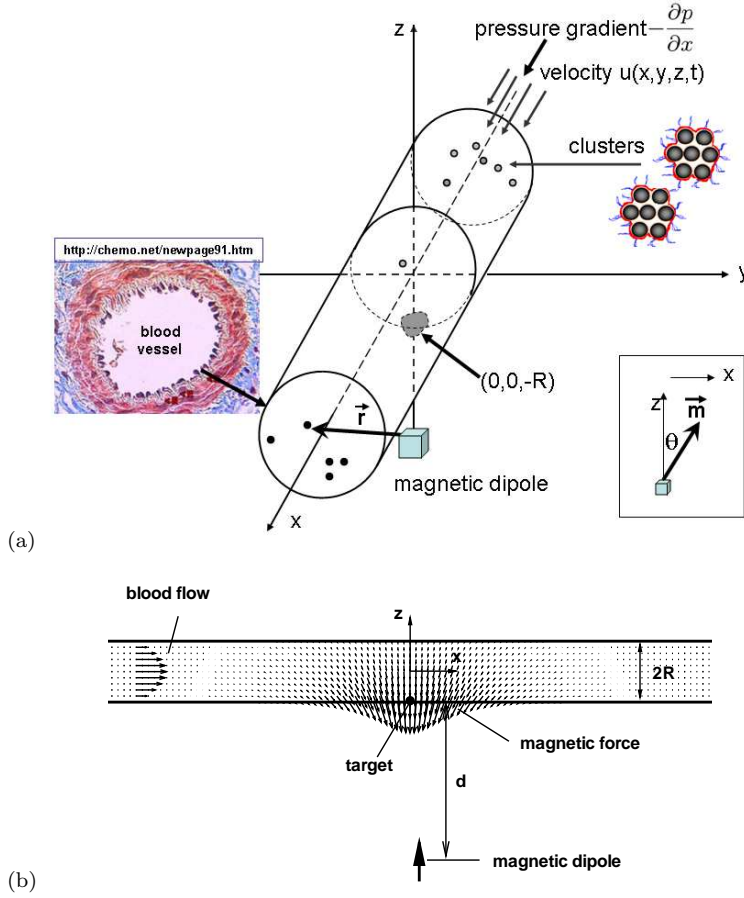 z
pressure gradient −∂p/∂x
velocity u(x,y,z,t)
clusters
http://chemo.net/newpage91.htm
y
blood
vessel
(0,0,-R)
x
z
m
θ
r
magnetic dipole
x
(a)
blood flow
z
x
2R
magnetic force
target
d
magnetic dipole
(b)